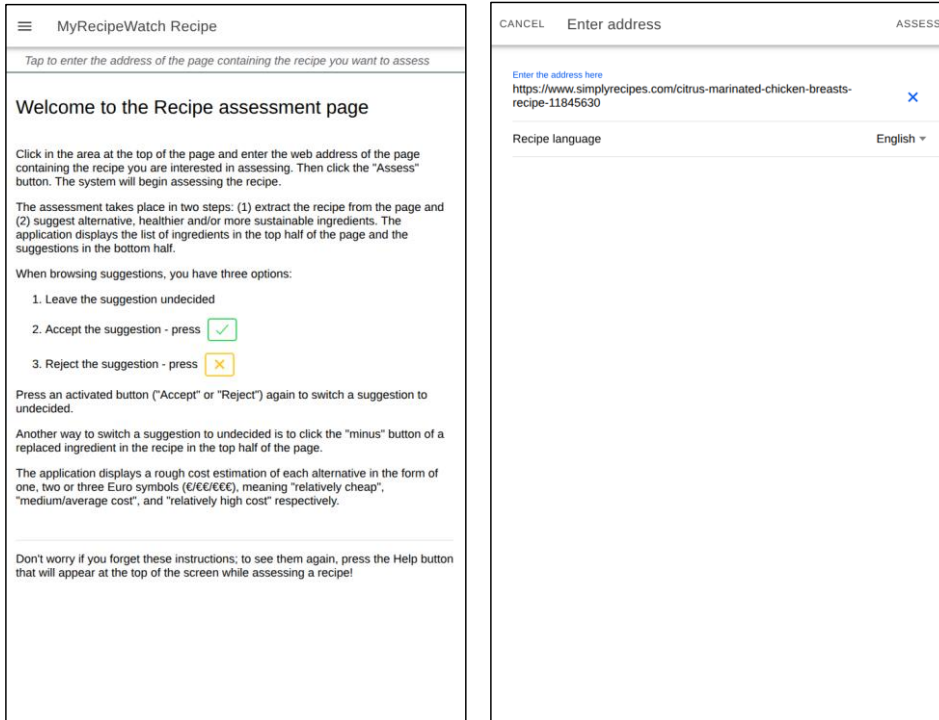 MyRecipeWatch Recipe
Tap to enter the address of the page containing the recipe you want to assess
Welcome to the Recipe assessment page
Click in the area at the top of the page and enter the web address of the page
containing the recipe you are interested in assessing. Then click the "Assess"
button. The system will begin assessing the recipe.
The assessment takes place in two steps: (1) extract the recipe from the page and
(2) suggest alternative, healthier and/or more sustainable ingredients. The
application displays the list of ingredients in the top half of the page and the
suggestions in the bottom half.
When browsing suggestions, you have three options:
1. Leave the suggestion undecided
2. Accept the suggestion - press
3. Reject the suggestion - press
Press an activated button ("Accept" or "Reject") again to switch a suggestion to
undecided.
Another way to switch a suggestion to undecided is to click the "minus" button of a
replaced ingredient in the recipe in the top half of the page.
The application displays a rough cost estimation of each alternative in the form of
one, two or three Euro symbols (€/€€/€€€), meaning "relatively cheap",
"medium/average cost", and "relatively high cost" respectively.
Don't worry if you forget these instructions; to see them again, press the Help button
that will appear at the top of the screen while assessing a recipe!
CANCEL Enter address ASSESS
Enter the address here
https://www.simplyrecipes.com/citrus-marinated-chicken-breasts-
recipe-11845630
Recipe language English